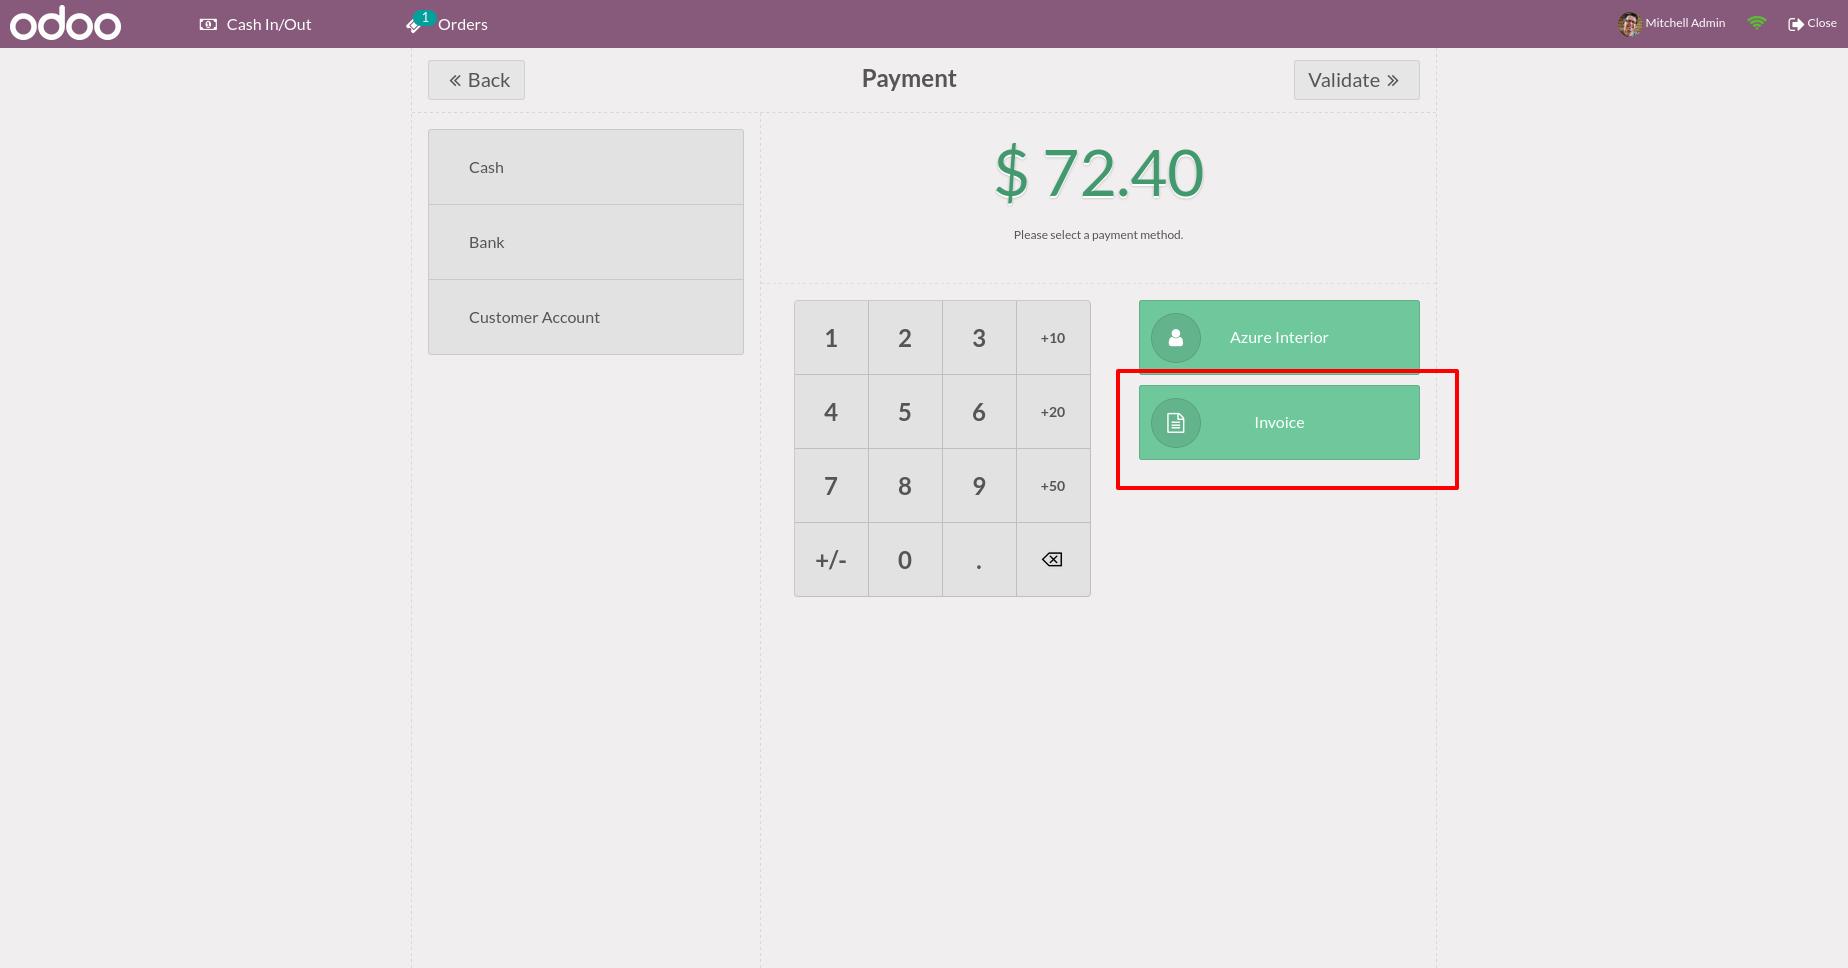 odoo
Cash In/Out
1
Orders
Mitchell Admin
Close
« Back
Payment
Validate »
Cash
Bank
Customer Account
$ 72.40
Please select a payment method.
1 2 3 +10
4 5 6 +20
7 8 9 +50
+/- 0 .
Azure Interior
Invoice